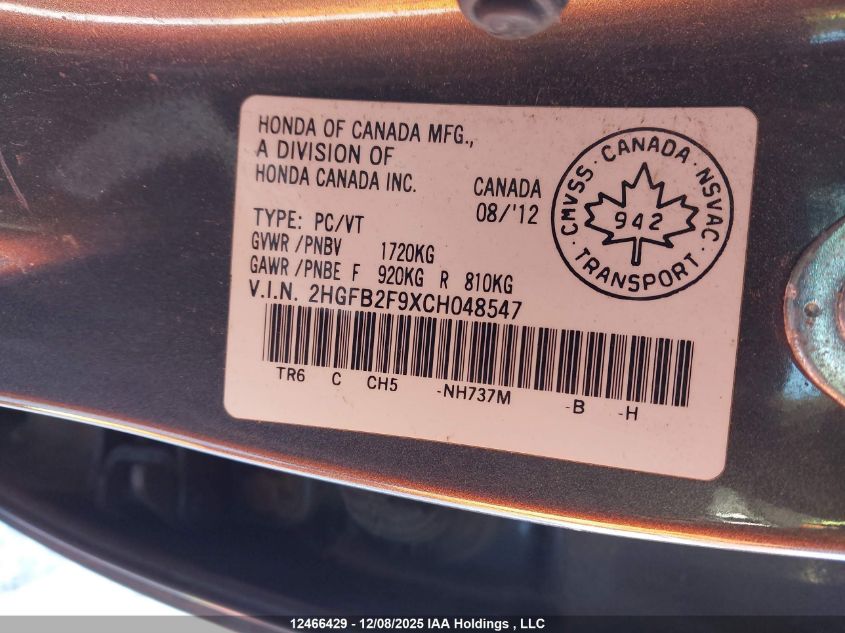 HONDA OF CANADA MFG.,
A DIVISION OF
HONDA CANADA INC.
CANADA
08/'12
TYPE: PC/VT
GVWR /PNBV 1720KG
GAWR /PNBE F 920KG R 810KG
V.I.N. 2HGFB2F9XCH048547
TR6 C CH5 -NH737M -B -H
CMVSS · CANADA · NSVAC · TRANSPORT ·
942
12466429 - 12/08/2025 IAA Holdings , LLC